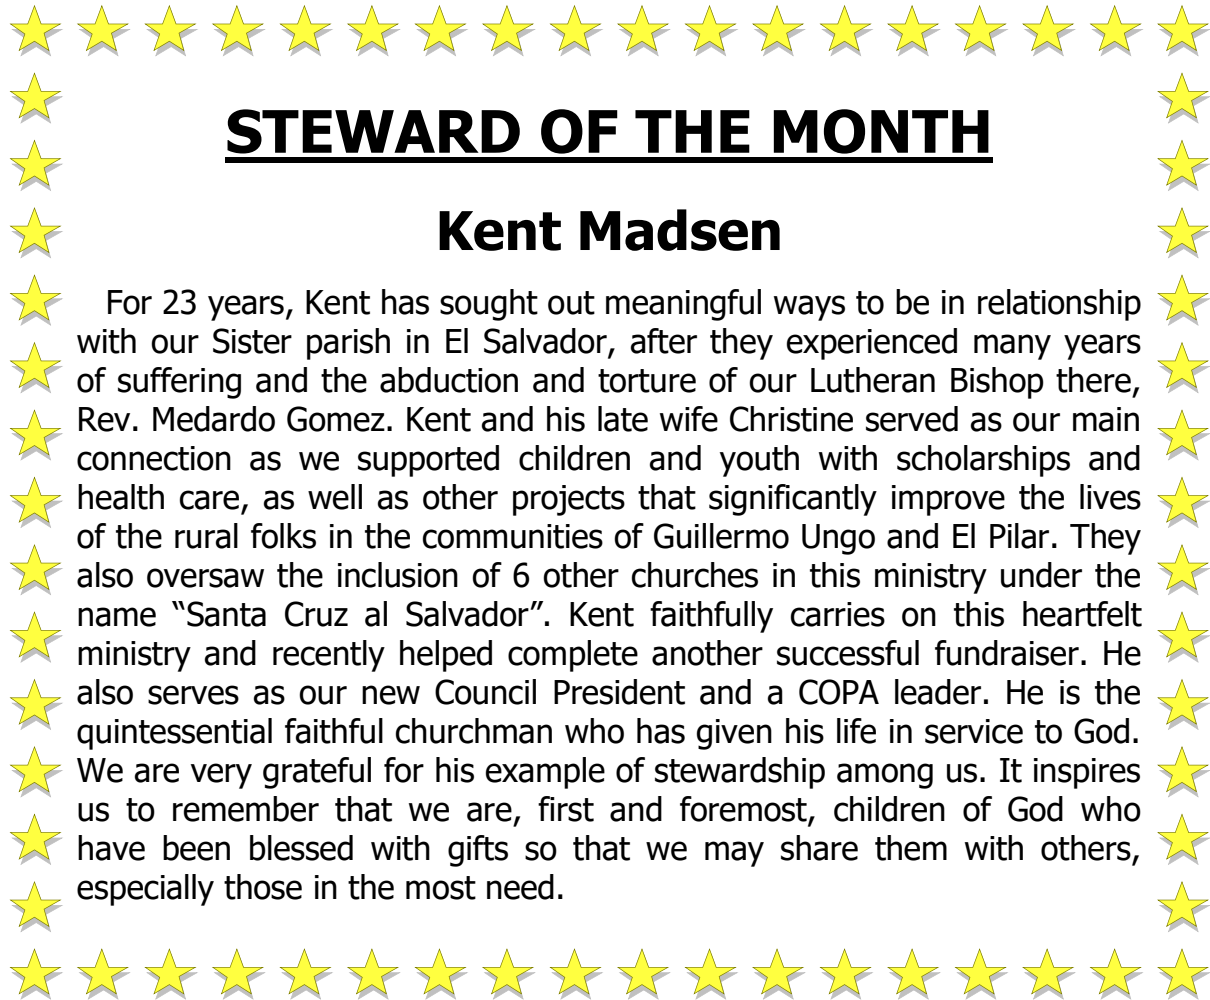 STEWARD OF THE MONTH
Kent Madsen
For 23 years, Kent has sought out meaningful ways to be in relationship
with our Sister parish in El Salvador, after they experienced many years
of suffering and the abduction and torture of our Lutheran Bishop there,
Rev. Medardo Gomez. Kent and his late wife Christine served as our main
connection as we supported children and youth with scholarships and
health care, as well as other projects that significantly improve the lives
of the rural folks in the communities of Guillermo Ungo and El Pilar. They
also oversaw the inclusion of 6 other churches in this ministry under the
name “Santa Cruz al Salvador”. Kent faithfully carries on this heartfelt
ministry and recently helped complete another successful fundraiser. He
also serves as our new Council President and a COPA leader. He is the
quintessential faithful churchman who has given his life in service to God.
We are very grateful for his example of stewardship among us. It inspires
us to remember that we are, first and foremost, children of God who
have been blessed with gifts so that we may share them with others,
especially those in the most need.